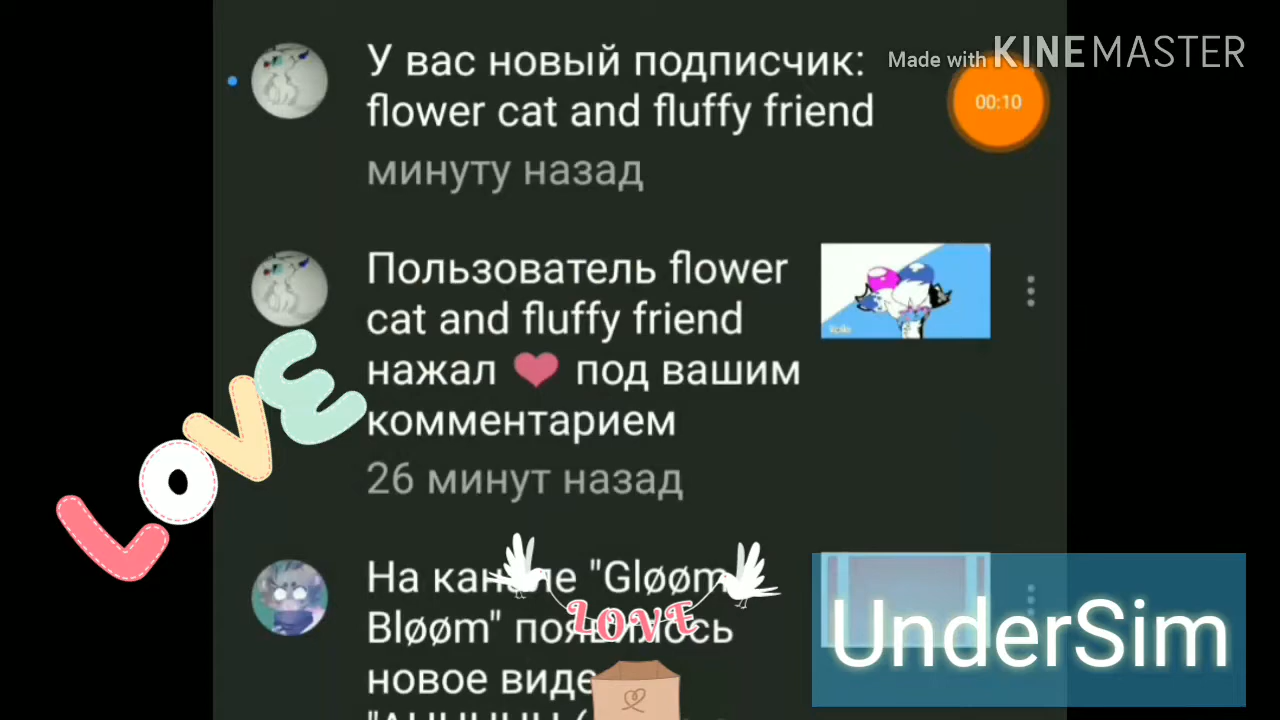 У вас новый подписчик:
flower cat and fluffy friend
минуту назад
Made with KINEMASTER
00:10
Пользователь flower
cat and fluffy friend
нажал ❤ под вашим
комментарием
26 минут назад
LOVE
На канале "Gløøm
Bløøm" появилось
новое виде
LOVE
UnderSim